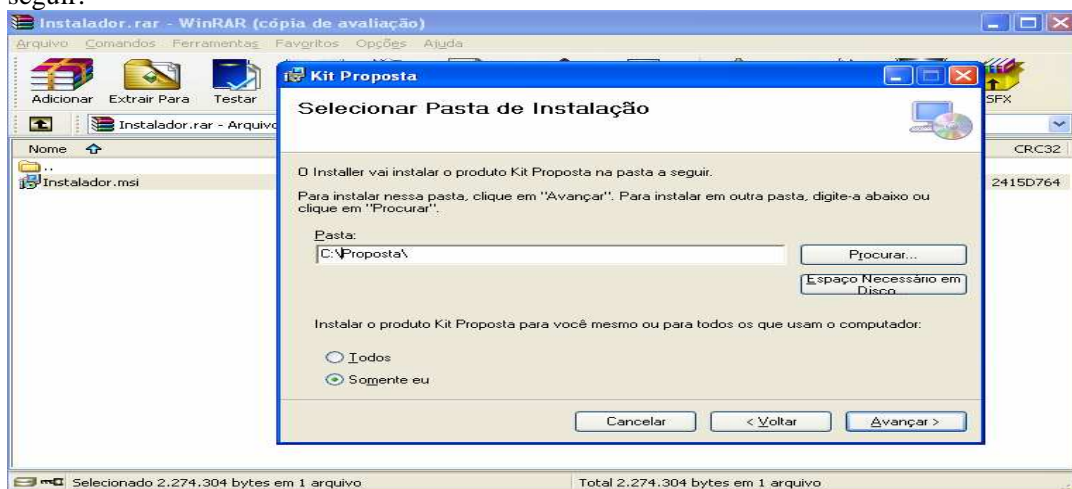 seguir:
Instalador.rar - WinRAR (cópia de avaliação)
Arquivo Comandos Ferramentas Favoritos Opções Ajuda
Adicionar Extrair Para Testar SFX
Instalador.rar - Arquivo
Nome CRC32
..
Instalador.msi 2415D764
Kit Proposta
Selecionar Pasta de Instalação
O Installer vai instalar o produto Kit Proposta na pasta a seguir.
Para instalar nessa pasta, clique em "Avançar". Para instalar em outra pasta, digite-a abaixo ou
clique em "Procurar".
Pasta:
C:\Proposta\
Procurar...
Espaço Necessário em
Disco...
Instalar o produto Kit Proposta para você mesmo ou para todos os que usam o computador:
Todos
Somente eu
Cancelar < Voltar Avançar >
Selecionado 2.274.304 bytes em 1 arquivo Total 2.274.304 bytes em 1 arquivo